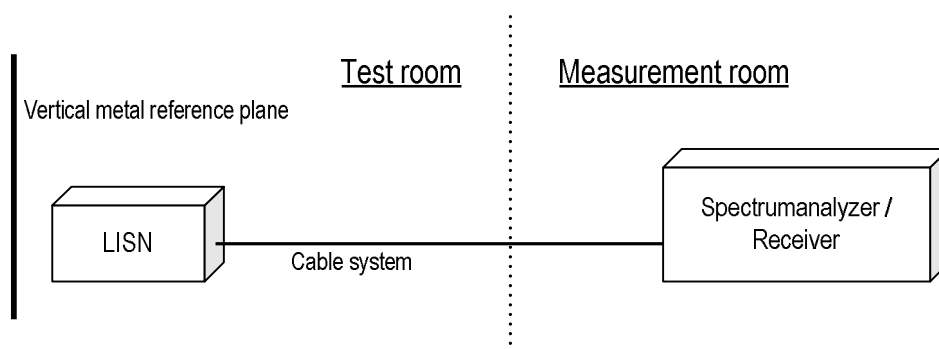 Test room
Measurement room
Vertical metal reference plane
LISN
Cable system
Spectrumanalyzer /
Receiver